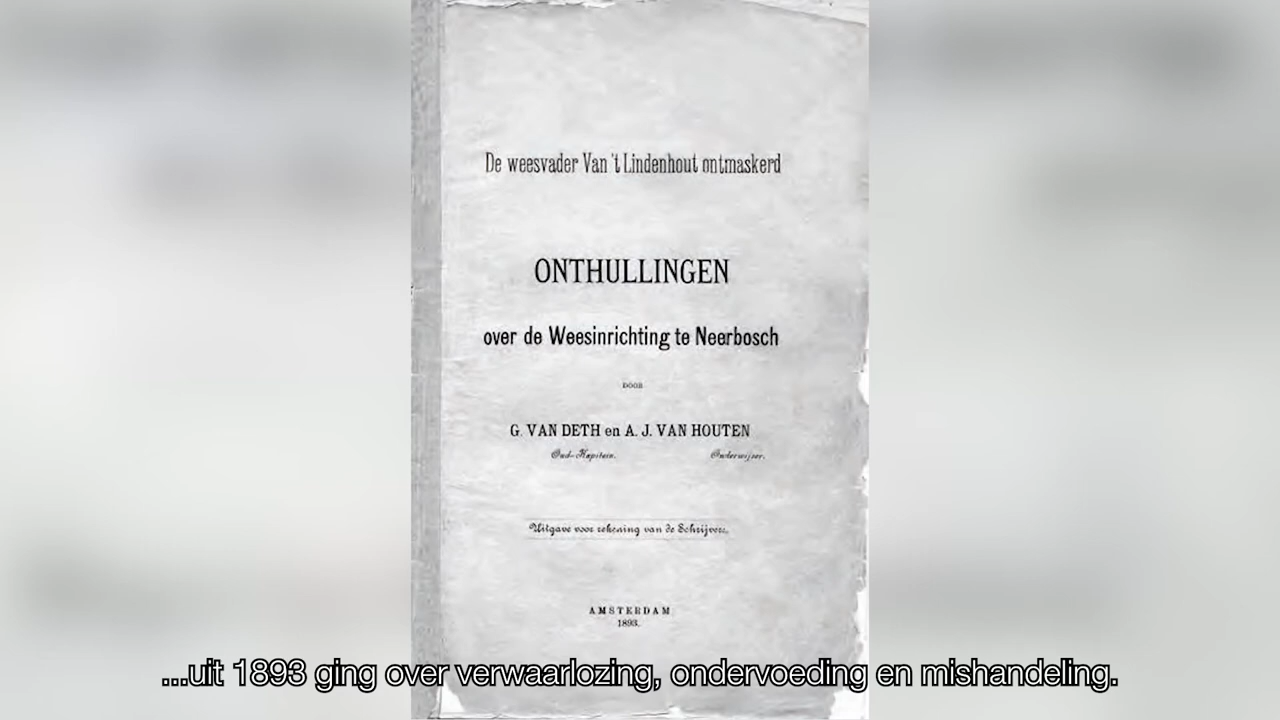 De weesvader Van 't Lindenhout ontmaskerd
ONTHULLINGEN
over de Weesinrichting te Neerbosch
DOOR
G. VAN DETH en A. J. VAN HOUTEN
Oud-Kapitein. Onderwijzer.
Uitgave voor rekening van de Schrijvers.
AMSTERDAM
1893.
...uit 1893 ging over verwaarlozing, ondervoeding en mishandeling.